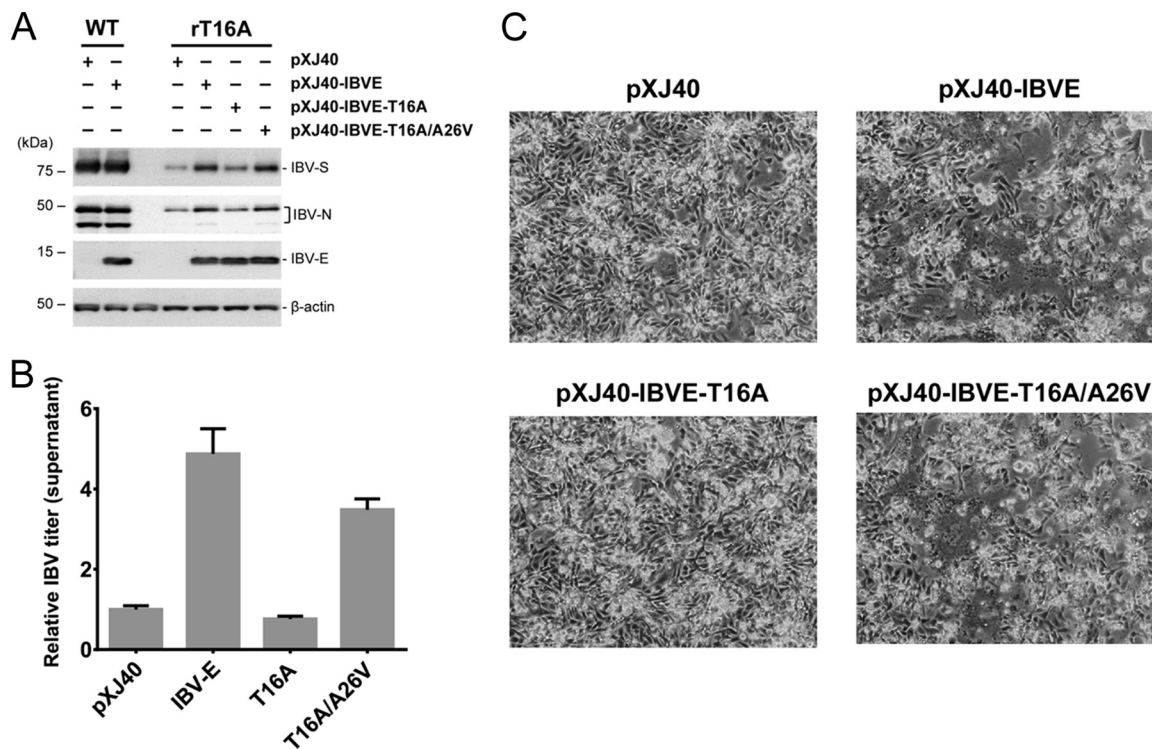 A
WT rT16A
+ − + − − − pXJ40
− + − + − − pXJ40-IBVE
− − − − + − pXJ40-IBVE-T16A
− − − − − + pXJ40-IBVE-T16A/A26V
(kDa)
75 – - IBV-S
50 – IBV-N
15 – - IBV-E
50 – - β-actin
B
Relative IBV titer (supernatant)
6
4
2
0
pXJ40 IBV-E T16A T16A/A26V
C
pXJ40 pXJ40-IBVE
pXJ40-IBVE-T16A pXJ40-IBVE-T16A/A26V